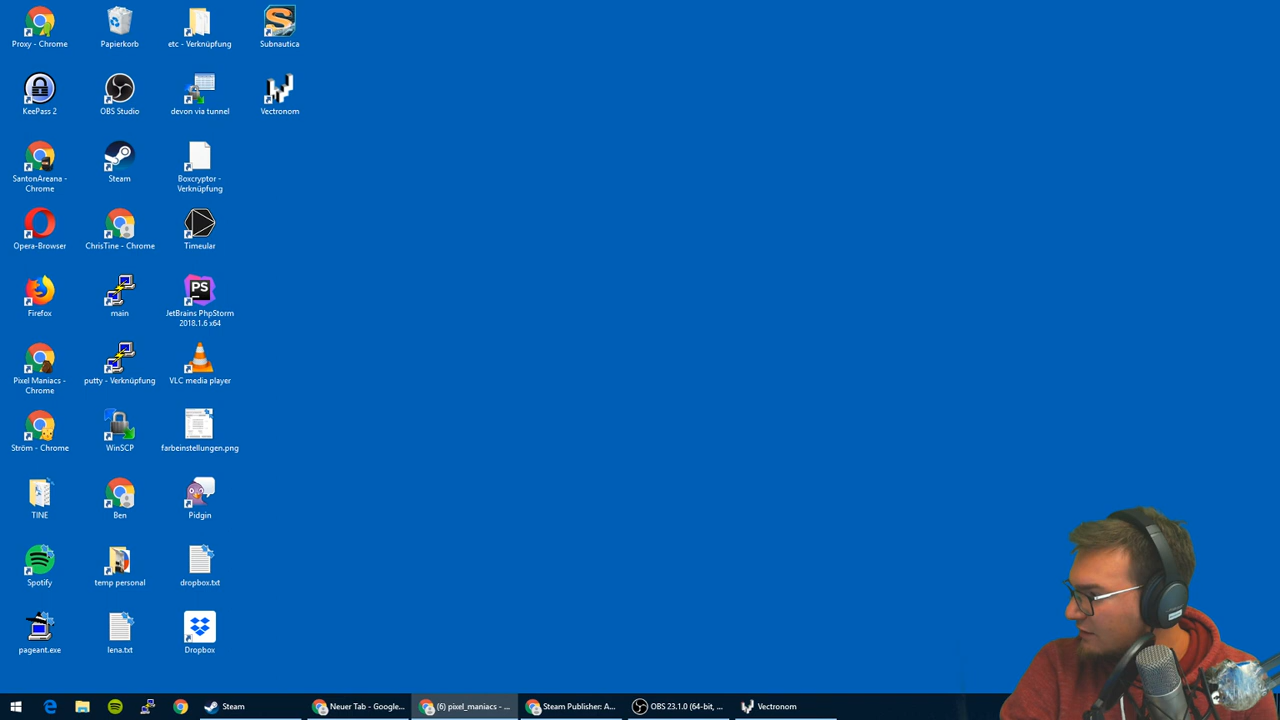 Proxy - Chrome
Papierkorb
etc - Verknüpfung
Subnautica
KeePass 2
OBS Studio
devon via tunnel
Vectronom
SantonAreana -
Chrome
Steam
Boxcryptor -
Verknüpfung
Opera-Browser
ChrisTine - Chrome
Timeular
Firefox
main
PS
JetBrains PhpStorm
2018.1.6 x64
Pixel Maniacs -
Chrome
putty - Verknüpfung
VLC media player
Ström - Chrome
WinSCP
farbeinstellungen.png
TINE
Ben
Pidgin
Spotify
temp personal
dropbox.txt
pageant.exe
lena.txt
Dropbox
Steam
Neuer Tab - Google...
(6) pixel_maniacs - ...
Steam Publisher: A...
OBS 23.1.0 (64-bit, ...
Vectronom